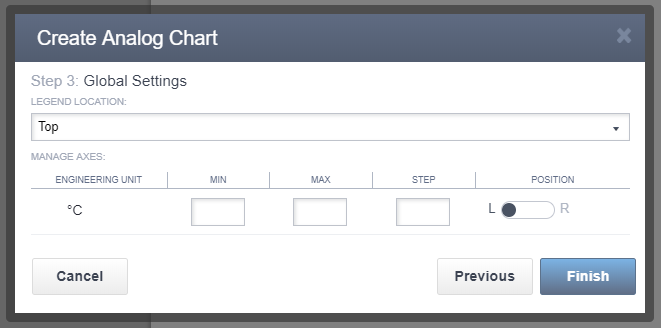 Create Analog Chart
Step 3: Global Settings
LEGEND LOCATION:
Top
MANAGE AXES:
ENGINEERING UNIT MIN MAX STEP POSITION
°C L R
Cancel Previous Finish